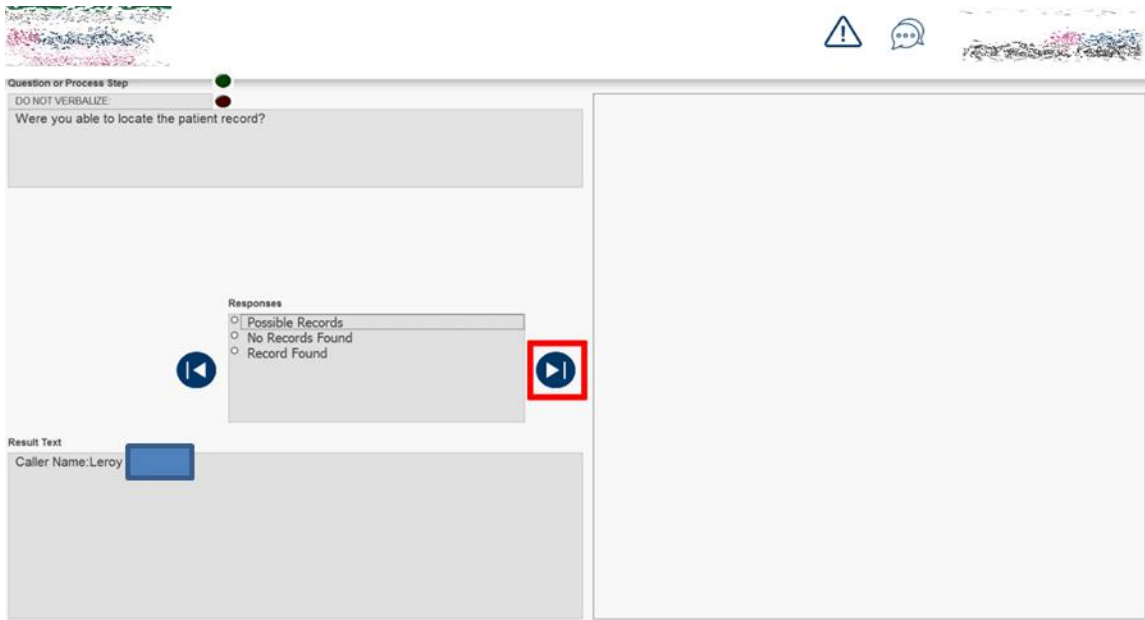 Question or Process Step
DO NOT VERBALIZE:
Were you able to locate the patient record?
Responses
Possible Records
No Records Found
Record Found
Result Text
Caller Name:Leroy